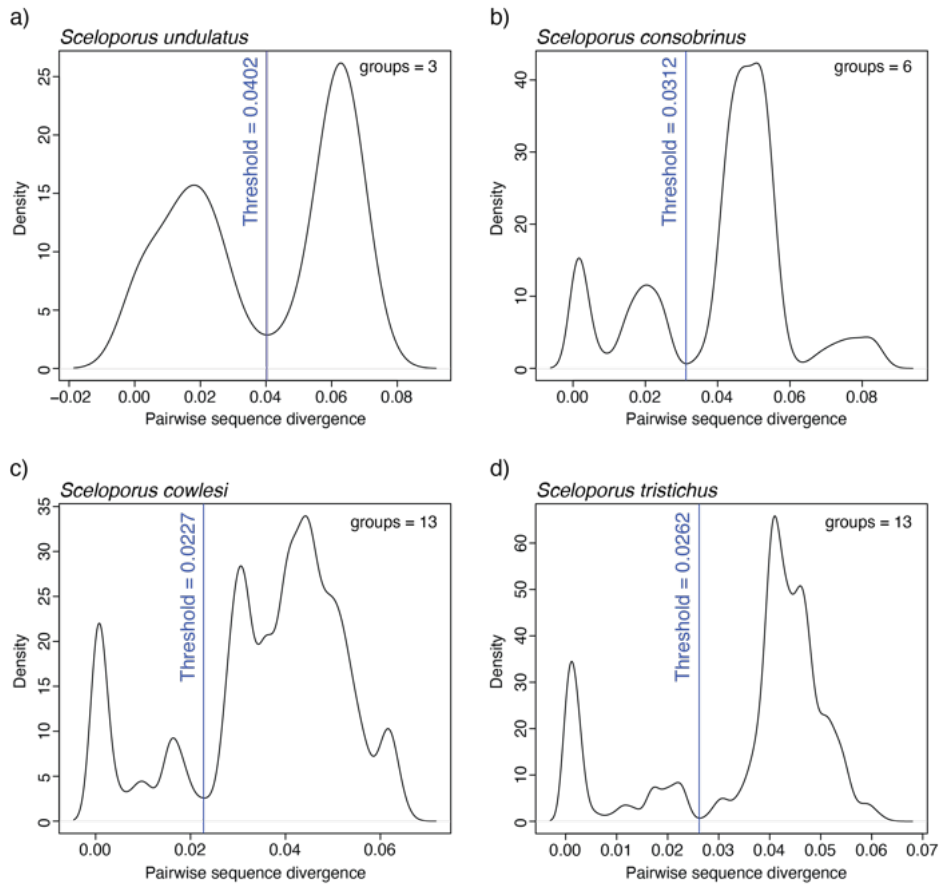 a)
Sceloporus undulatus
groups = 3
Threshold = 0.0402
Density
0
5
10
15
20
25
−0.02
0.00
0.02
0.04
0.06
0.08
Pairwise sequence divergence
b)
Sceloporus consobrinus
groups = 6
Threshold = 0.0312
Density
0
10
20
30
40
0.00
0.02
0.04
0.06
0.08
Pairwise sequence divergence
c)
Sceloporus cowlesi
groups = 13
Threshold = 0.0227
Density
0
5
10
15
20
25
30
35
0.00
0.02
0.04
0.06
Pairwise sequence divergence
d)
Sceloporus tristichus
groups = 13
Threshold = 0.0262
Density
0
10
20
30
40
50
60
0.00
0.01
0.02
0.03
0.04
0.05
0.06
0.07
Pairwise sequence divergence